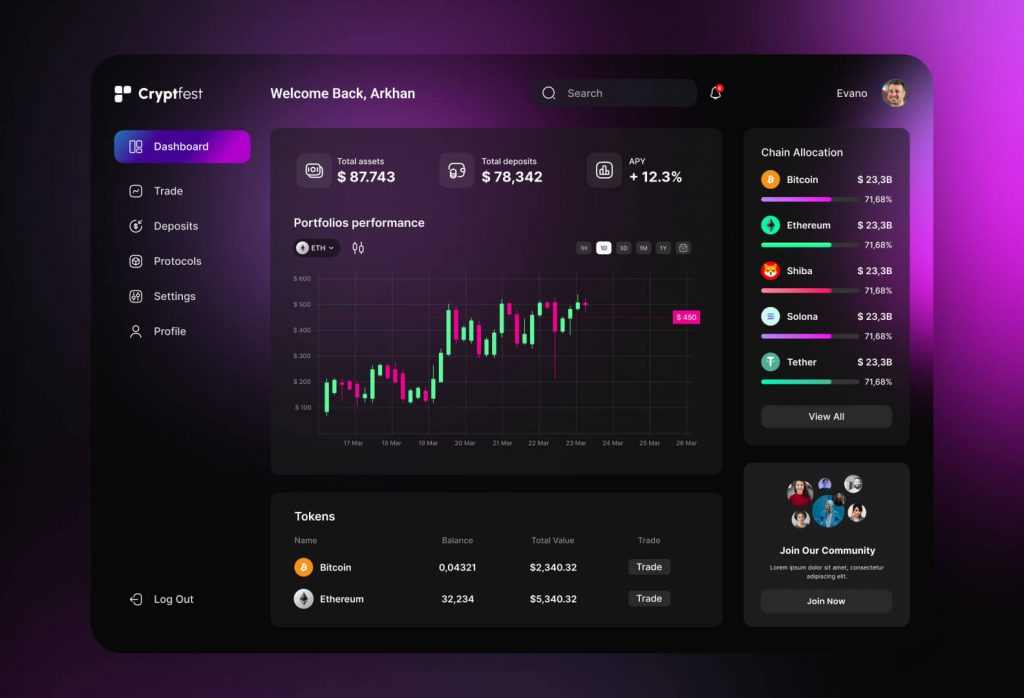 Cryptfest
Welcome Back, Arkhan
Search
Evano
Dashboard
Trade
Deposits
Protocols
Settings
Profile
Log Out
Total assets
$ 87.743
Total deposits
$ 78,342
APY
+ 12.3%
Portfolios performance
ETH
1H 1D 3D 1M 1Y
$ 600
$ 500
$ 400
$ 300
$ 200
$ 100
$ 450
17 Mar 18 Mar 19 Mar 20 Mar 21 Mar 22 Mar 23 Mar 24 Mar 25 Mar 26 Mar
Tokens
Name Balance Total Value Trade
Bitcoin 0,04321 $2,340.32 Trade
Ethereum 32,234 $5,340.32 Trade
Chain Allocation
Bitcoin $ 23,3B
71,68%
Ethereum $ 23,3B
71,68%
Shiba $ 23,3B
71,68%
Solona $ 23,3B
71,68%
Tether $ 23,3B
71,68%
View All
Join Our Community
Lorem ipsum dolor sit amet, consectetur
adipiscing elit.
Join Now